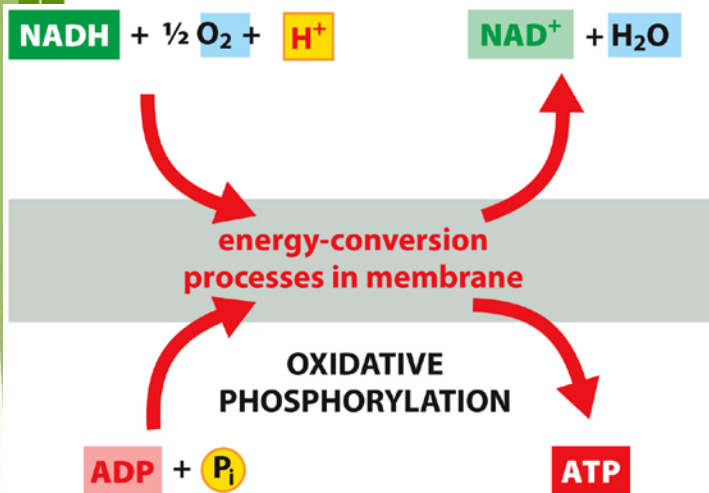 NADH + ½ O₂ + H⁺ NAD⁺ + H₂O
energy-conversion
processes in membrane
OXIDATIVE
PHOSPHORYLATION
ADP + Pᵢ ATP